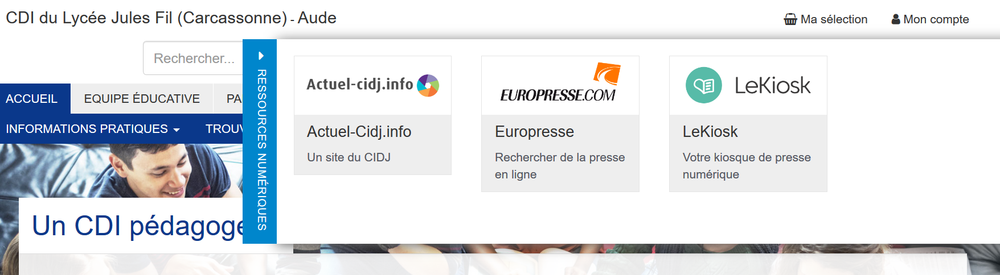 CDI du Lycée Jules Fil (Carcassonne) - Aude
Ma sélection
Mon compte
Rechercher...
ACCUEIL
EQUIPE ÉDUCATIVE
PA
INFORMATIONS PRATIQUES
TROUV
Un CDI pédagoge
RESSOURCES NUMÉRIQUES
Actuel-cidj.info
Actuel-Cidj.info
Un site du CIDJ
EUROPRESSE.COM
Europresse
Rechercher de la presse
en ligne
LeKiosk
LeKiosk
Votre kiosque de presse
numérique